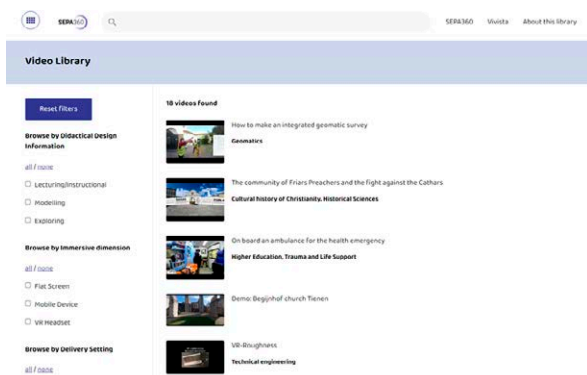 SEPA360
SEPA360 Vivista About this library
Video Library
Reset filters
Browse by Didactical Design
Information
all / none
Lecturing/Instructional
Modelling
Exploring
Browse by Immersive dimension
all / none
Flat Screen
Mobile Device
VR Headset
Browse by Delivery Setting
all / none
18 videos found
How to make an integrated geomatic survey
Geomatics
The community of Friars Preachers and the fight against the Cathars
Cultural history of Christianity, Historical Sciences
On board an ambulance for the health emergency
Higher Education, Trauma and Life Support
Demo: Begijnhof church Tienen
VR-Roughness
Technical engineering